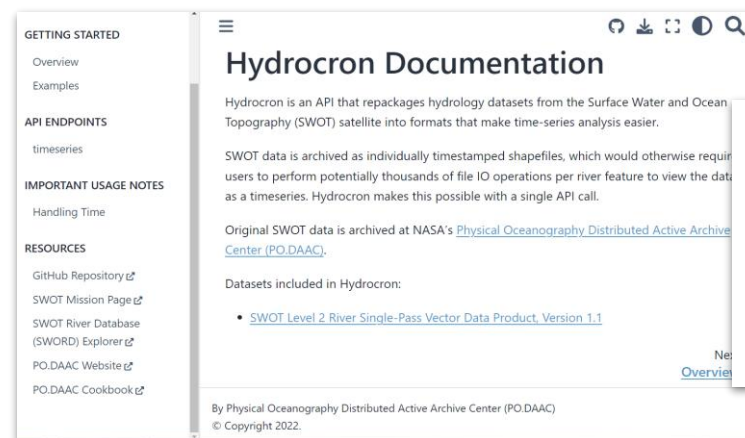 GETTING STARTED
Overview
Examples
API ENDPOINTS
timeseries
IMPORTANT USAGE NOTES
Handling Time
RESOURCES
GitHub Repository
SWOT Mission Page
SWOT River Database
(SWORD) Explorer
PO.DAAC Website
PO.DAAC Cookbook
Hydrocron Documentation
Hydrocron is an API that repackages hydrology datasets from the Surface Water and Ocean
Topography (SWOT) satellite into formats that make time-series analysis easier.
SWOT data is archived as individually timestamped shapefiles, which would otherwise
users to perform potentially thousands of file IO operations per river feature to view the
as a timeseries. Hydrocron makes this possible with a single API call.
Original SWOT data is archived at NASA's Physical Oceanography Distributed Active Archive
Center (PO.DAAC).
Datasets included in Hydrocron:
• SWOT Level 2 River Single-Pass Vector Data Product, Version 1.1
By Physical Oceanography Distributed Active Archive Center (PO.DAAC)
© Copyright 2022.